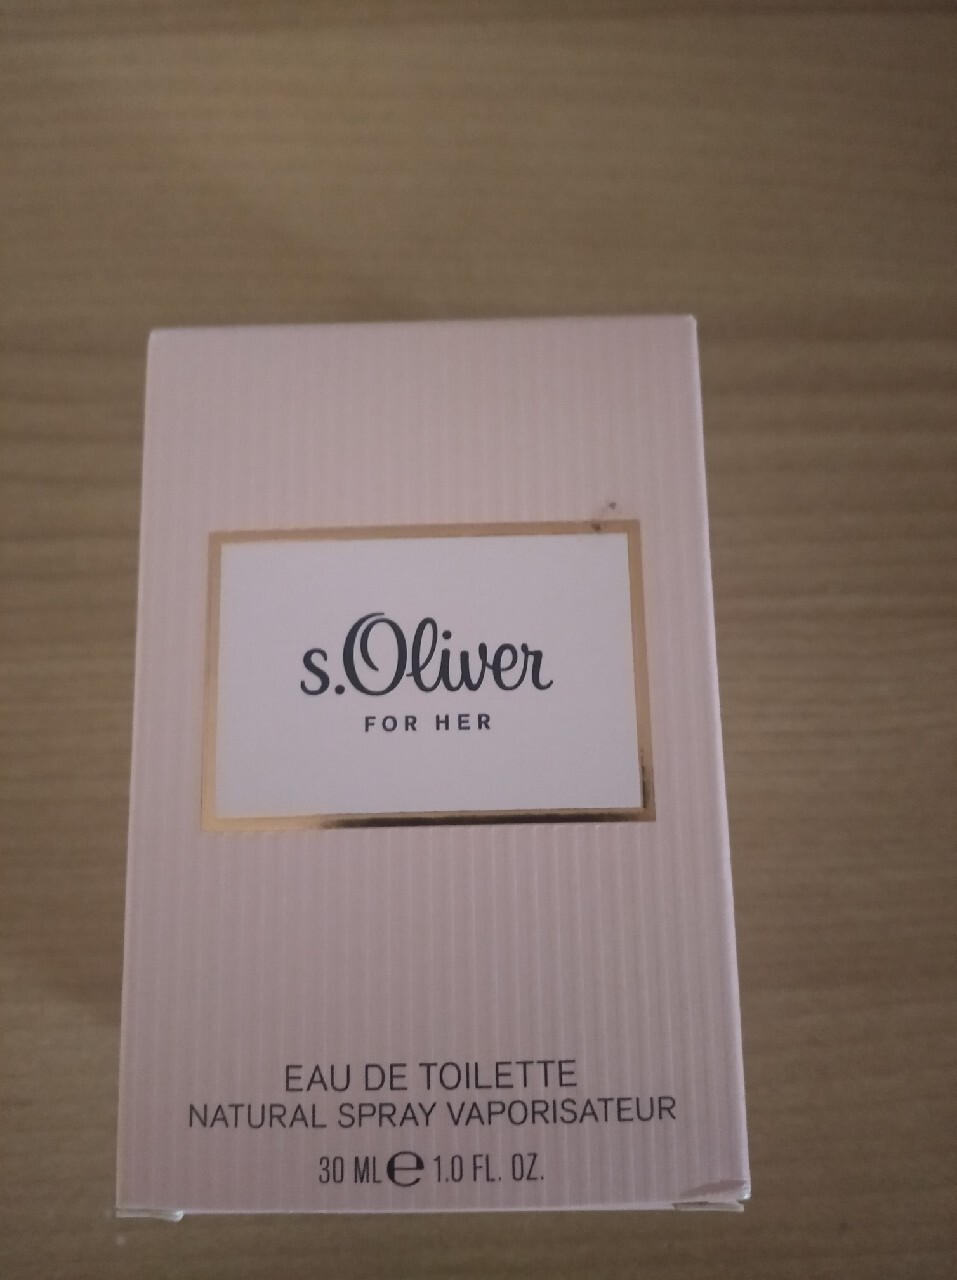 s.Oliver
FOR HER
EAU DE TOILETTE
NATURAL SPRAY VAPORISATEUR
30 ML ℮ 1.0 FL. OZ.